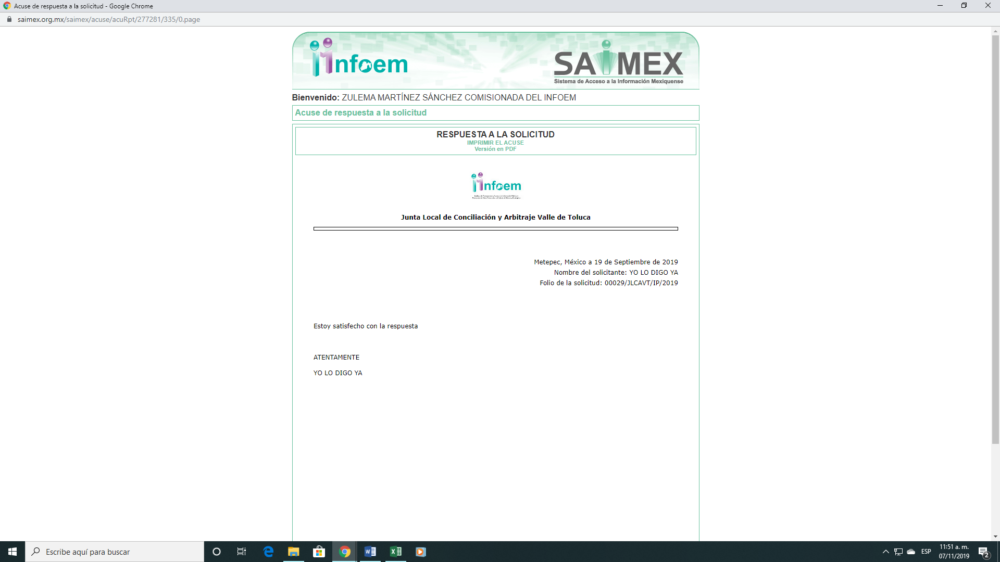 Acuse de respuesta a la solicitud - Google Chrome
saimex.org.mx/saimex/acuse/acuRpt/277281/335/0.page
infoem
SAIMEX
Sistema de Acceso a la Información Mexiquense
Bienvenido: ZULEMA MARTÍNEZ SÁNCHEZ COMISIONADA DEL INFOEM
Acuse de respuesta a la solicitud
RESPUESTA A LA SOLICITUD
IMPRIMIR EL ACUSE
Versión en PDF
infoem
Junta Local de Conciliación y Arbitraje Valle de Toluca
Metepec, México a 19 de Septiembre de 2019
Nombre del solicitante: YO LO DIGO YA
Folio de la solicitud: 00029/JLCAVT/IP/2019
Estoy satisfecho con la respuesta
ATENTAMENTE
YO LO DIGO YA
Escribe aquí para buscar
ESP
11:51 a. m.
07/11/2019
2